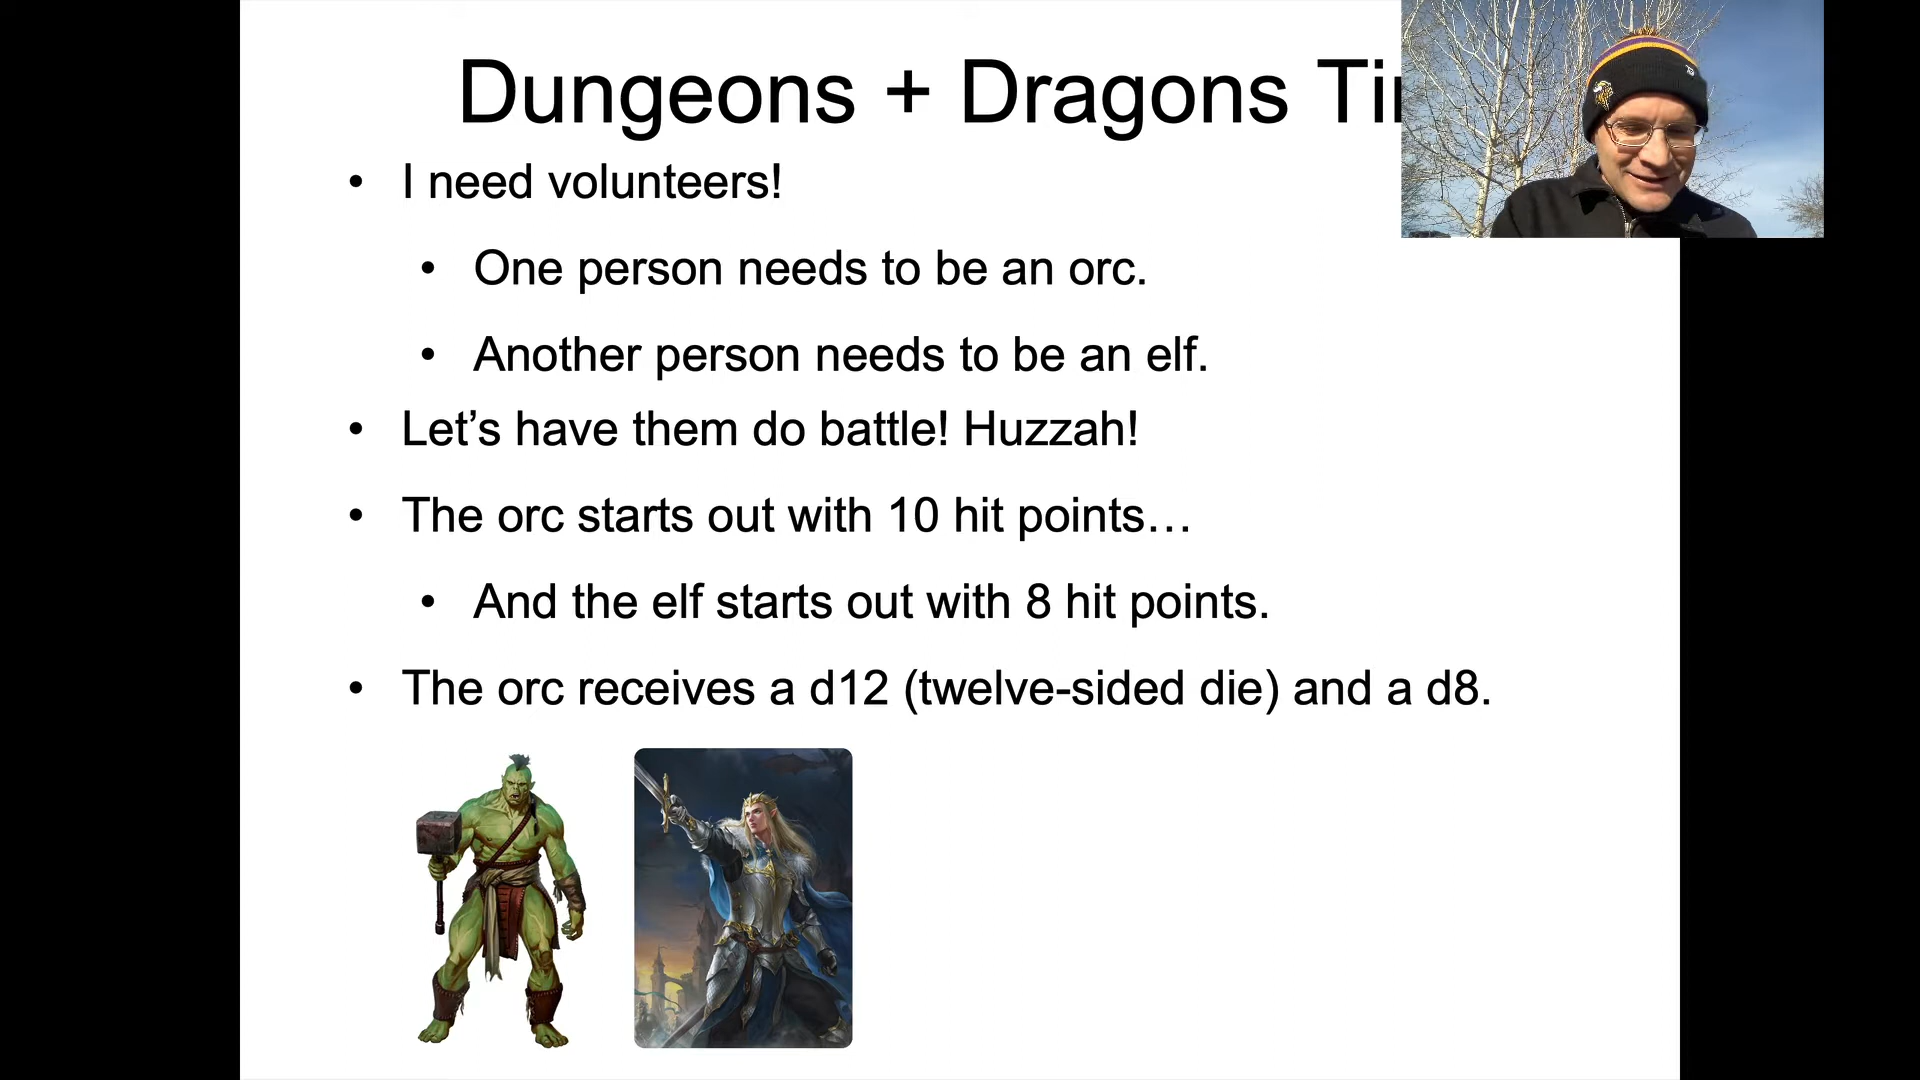 Dungeons + Dragons
• I need volunteers!
• One person needs to be an orc.
• Another person needs to be an elf.
• Let’s have them do battle! Huzzah!
• The orc starts out with 10 hit points…
• And the elf starts out with 8 hit points.
• The orc receives a d12 (twelve-sided die) and a d8.